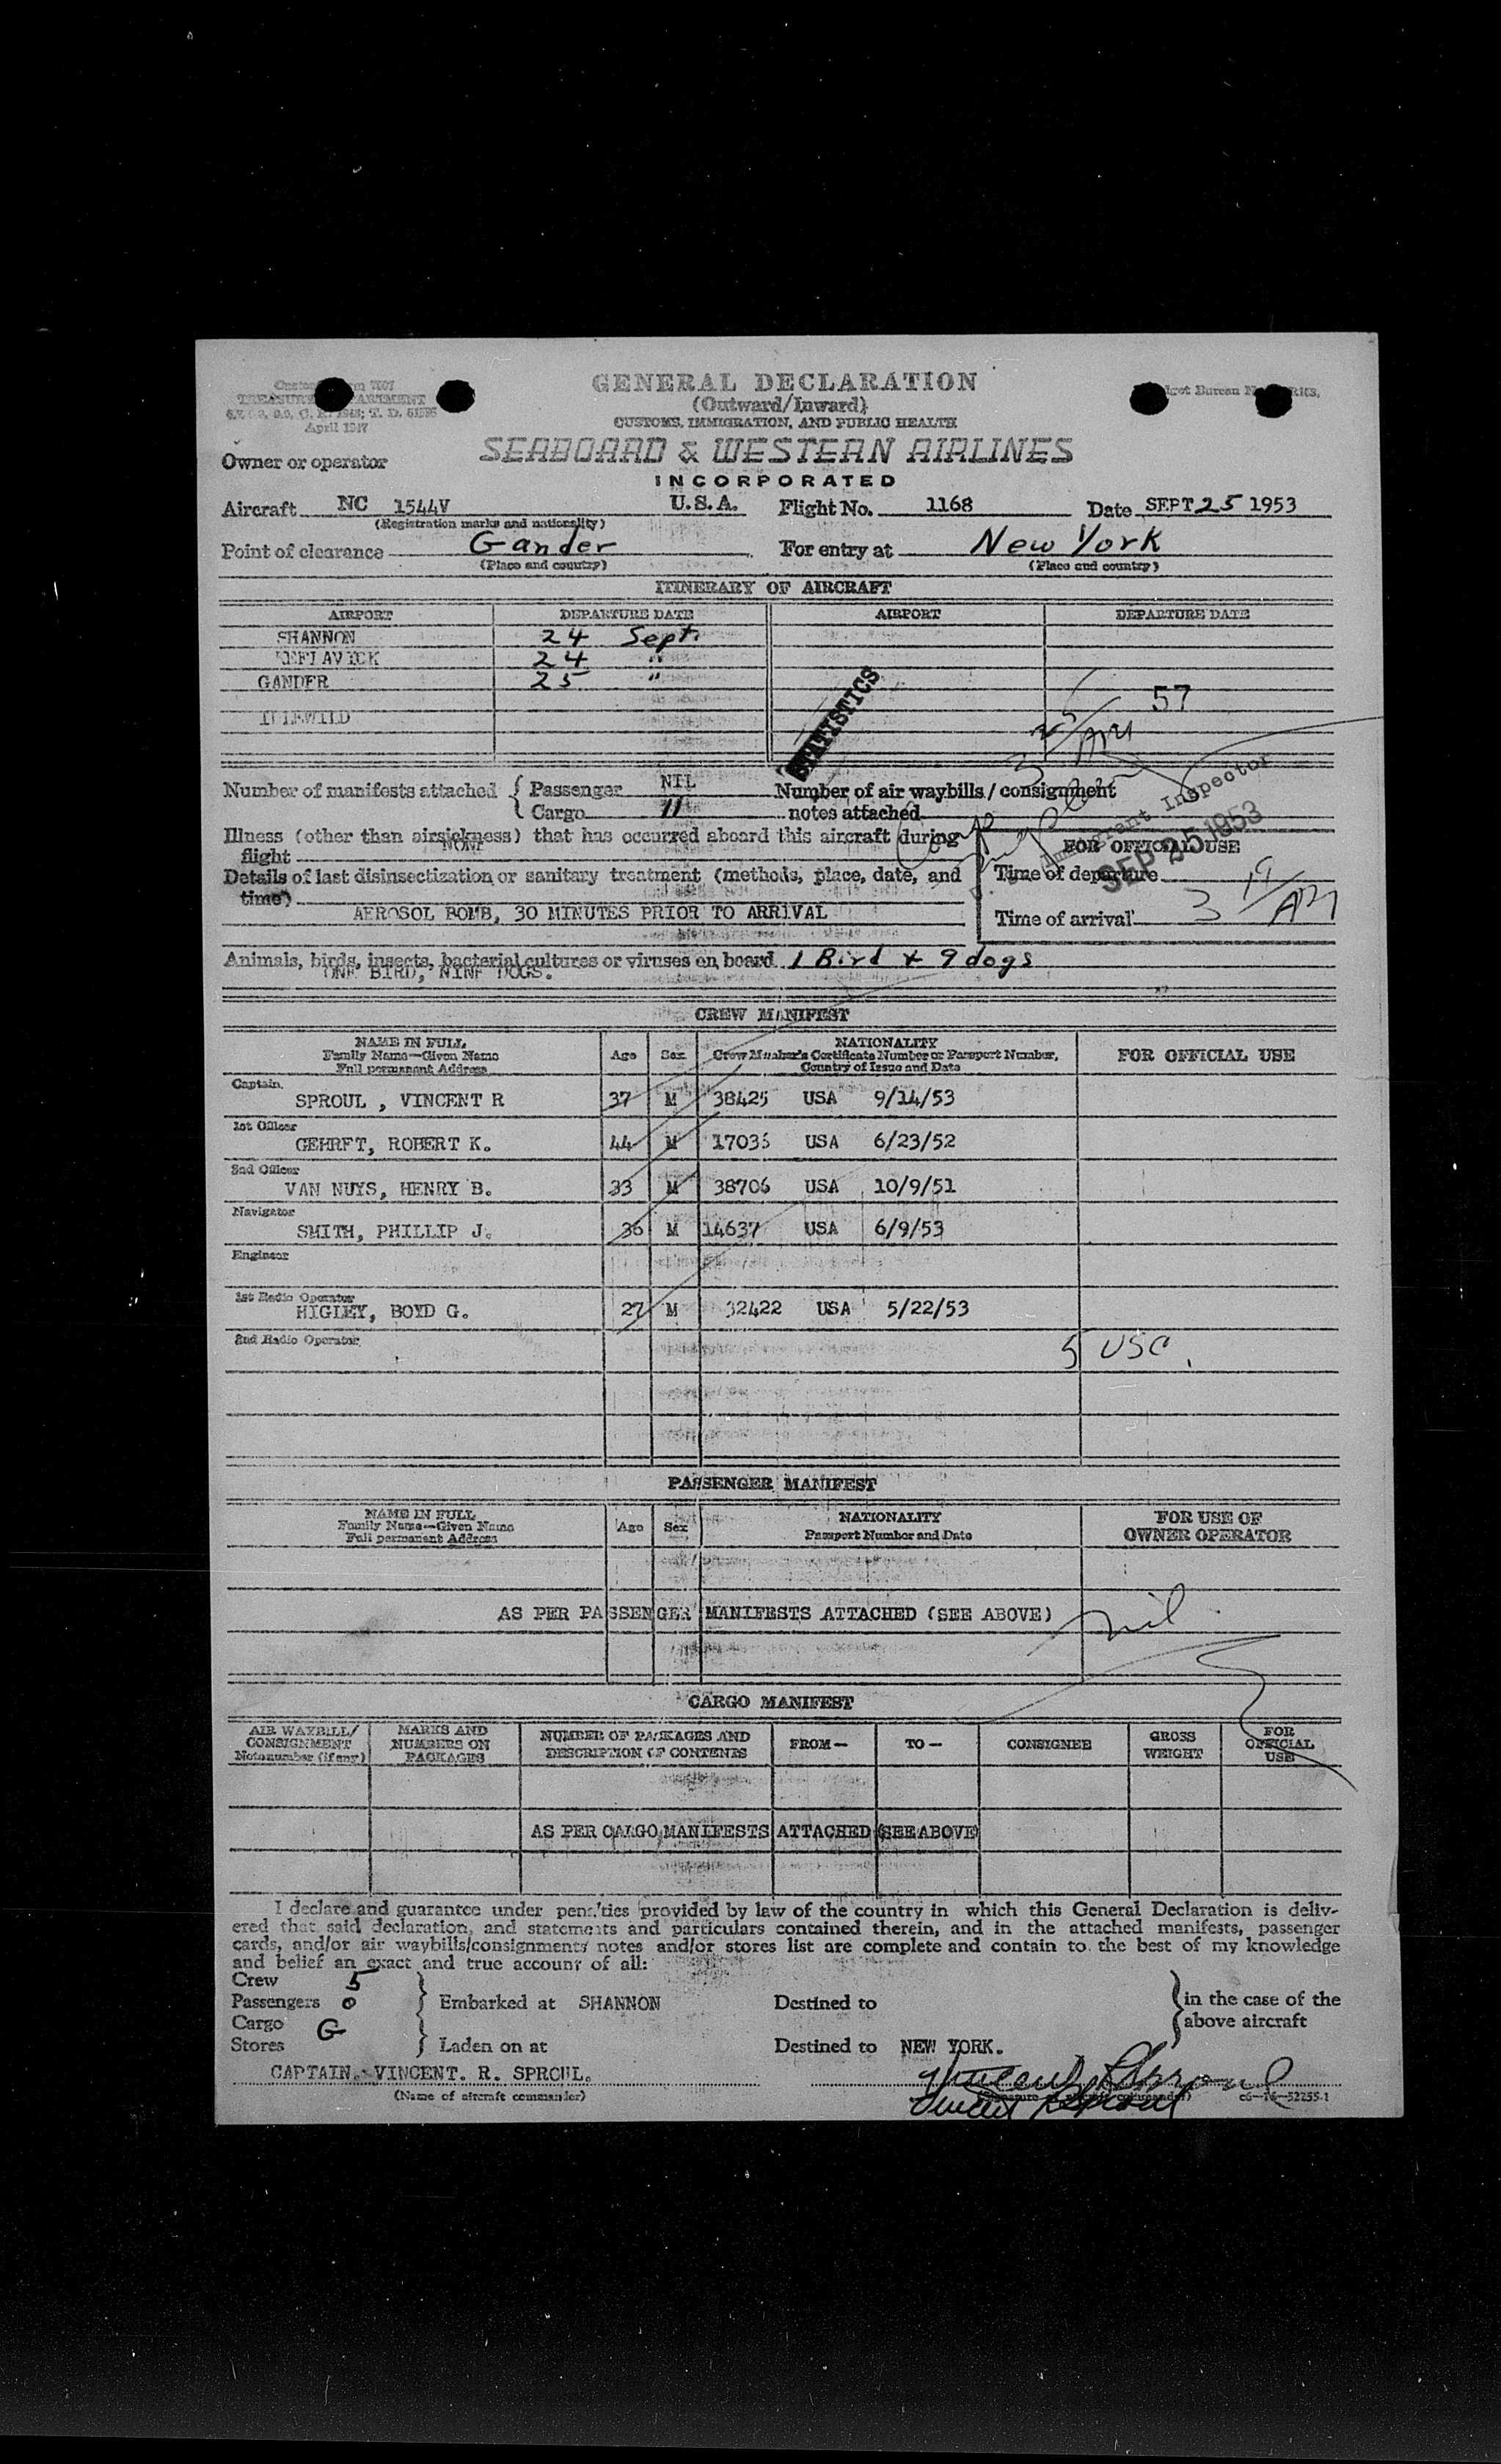 GENERAL DECLARATION
(Outward/Inward)
CUSTOMS, IMMIGRATION, AND PUBLIC HEALTH
April 1947
SEABOARD & WESTERN AIRLINES
INCORPORATED
Owner or operator
Aircraft NC 1544V U.S.A. Flight No. 1168 Date SEPT 25 1953
(Registration marks and nationality)
Point of clearance Gander For entry at New York
(Place and country) (Place and country)
ITINERARY OF AIRCRAFT
AIRPORT DEPARTURE DATE AIRPORT DEPARTURE DATE
SHANNON 24 Sept.
24 "
GANDER 25 "
57
STATISTICS
Number of manifests attached { Passenger NIL Number of air waybills / consignment
Cargo 11 notes attached
Immigrant Inspector
SEP 25 1953
Illness (other than airsickness) that has occurred aboard this aircraft during
flight NONE
FOR OFFICIAL USE
Details of last disinsectization or sanitary treatment (methods, place, date, and
time)
Time of departure
AEROSOL BOMB, 30 MINUTES PRIOR TO ARRIVAL
Time of arrival 3 19/AM
Animals, birds, insects, bacterial cultures or viruses on board 1 Bird + 9 dogs
ONE BIRD, NINE DOGS.
CREW MANIFEST
NAME IN FULL
Family Name—Given Name
Full permanent Address
Age Sex
NATIONALITY
Crew Member's Certificate Number or Passport Number,
Country of Issue and Date
FOR OFFICIAL USE
Captain
SPROUL , VINCENT R 37 M 38425 USA 9/14/53
1st Officer
GEHRFT, ROBERT K. 44 M USA 6/23/52
2nd Officer
VAN NUYS, HENRY B. 33 M 38706 USA 10/9/51
Navigator
SMITH, PHILLIP J. 36 M 14637 USA 6/9/53
Engineer
1st Radio Operator
HIGLEY, BOYD G. 27 M 32422 USA 5/22/53
2nd Radio Operator
5 USC
PASSENGER MANIFEST
NAME IN FULL
Family Name—Given Name
Full permanent Address
Age Sex
NATIONALITY
Passport Number and Date
FOR USE OF
OWNER OPERATOR
AS PER PASSENGER MANIFESTS ATTACHED (SEE ABOVE) nil
CARGO MANIFEST
AIR WAYBILL/
CONSIGNMENT
Note number (if any)
MARKS AND
NUMBERS ON
PACKAGES
NUMBER OF PACKAGES AND
DESCRIPTION OF CONTENTS
FROM— TO— CONSIGNEE
GROSS
WEIGHT
FOR
OFFICIAL
USE
AS PER CARGO MANIFESTS ATTACHED (SEE ABOVE)
I declare and guarantee under penalties provided by law of the country in which this General Declaration is deliv-
ered that said declaration, and statements and particulars contained therein, and in the attached manifests, passenger
cards, and/or air waybills/consignments notes and/or stores list are complete and contain to the best of my knowledge
and belief an exact and true account of all:
Crew 5
Passengers 0 } Embarked at SHANNON Destined to } in the case of the
Cargo G above aircraft
Stores } Laden on at Destined to NEW YORK.
CAPTAIN. VINCENT. R. SPROUL.
(Name of aircraft commander)